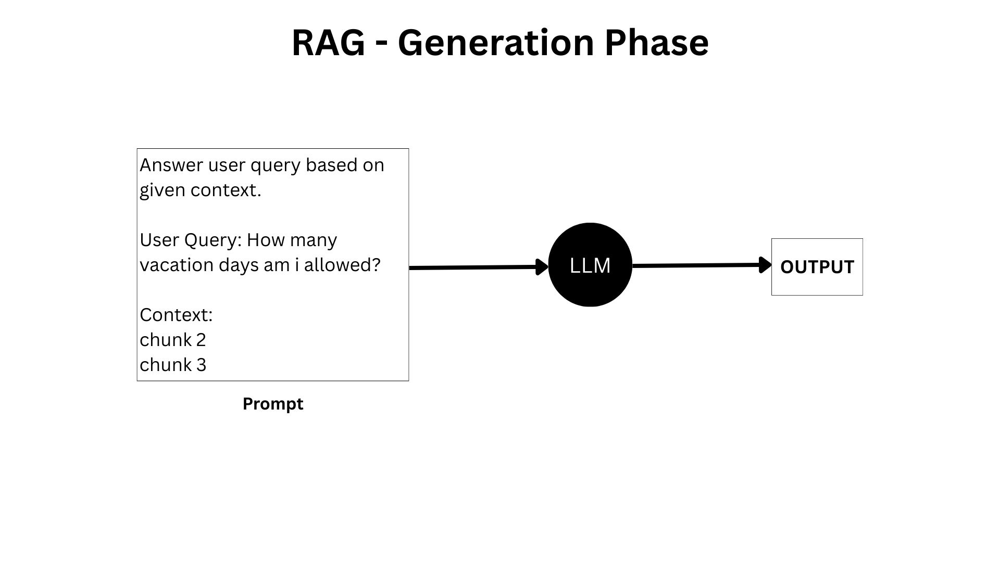 RAG - Generation Phase
Answer user query based on
given context.
User Query: How many
vacation days am i allowed?
Context:
chunk 2
chunk 3
Prompt
LLM
OUTPUT